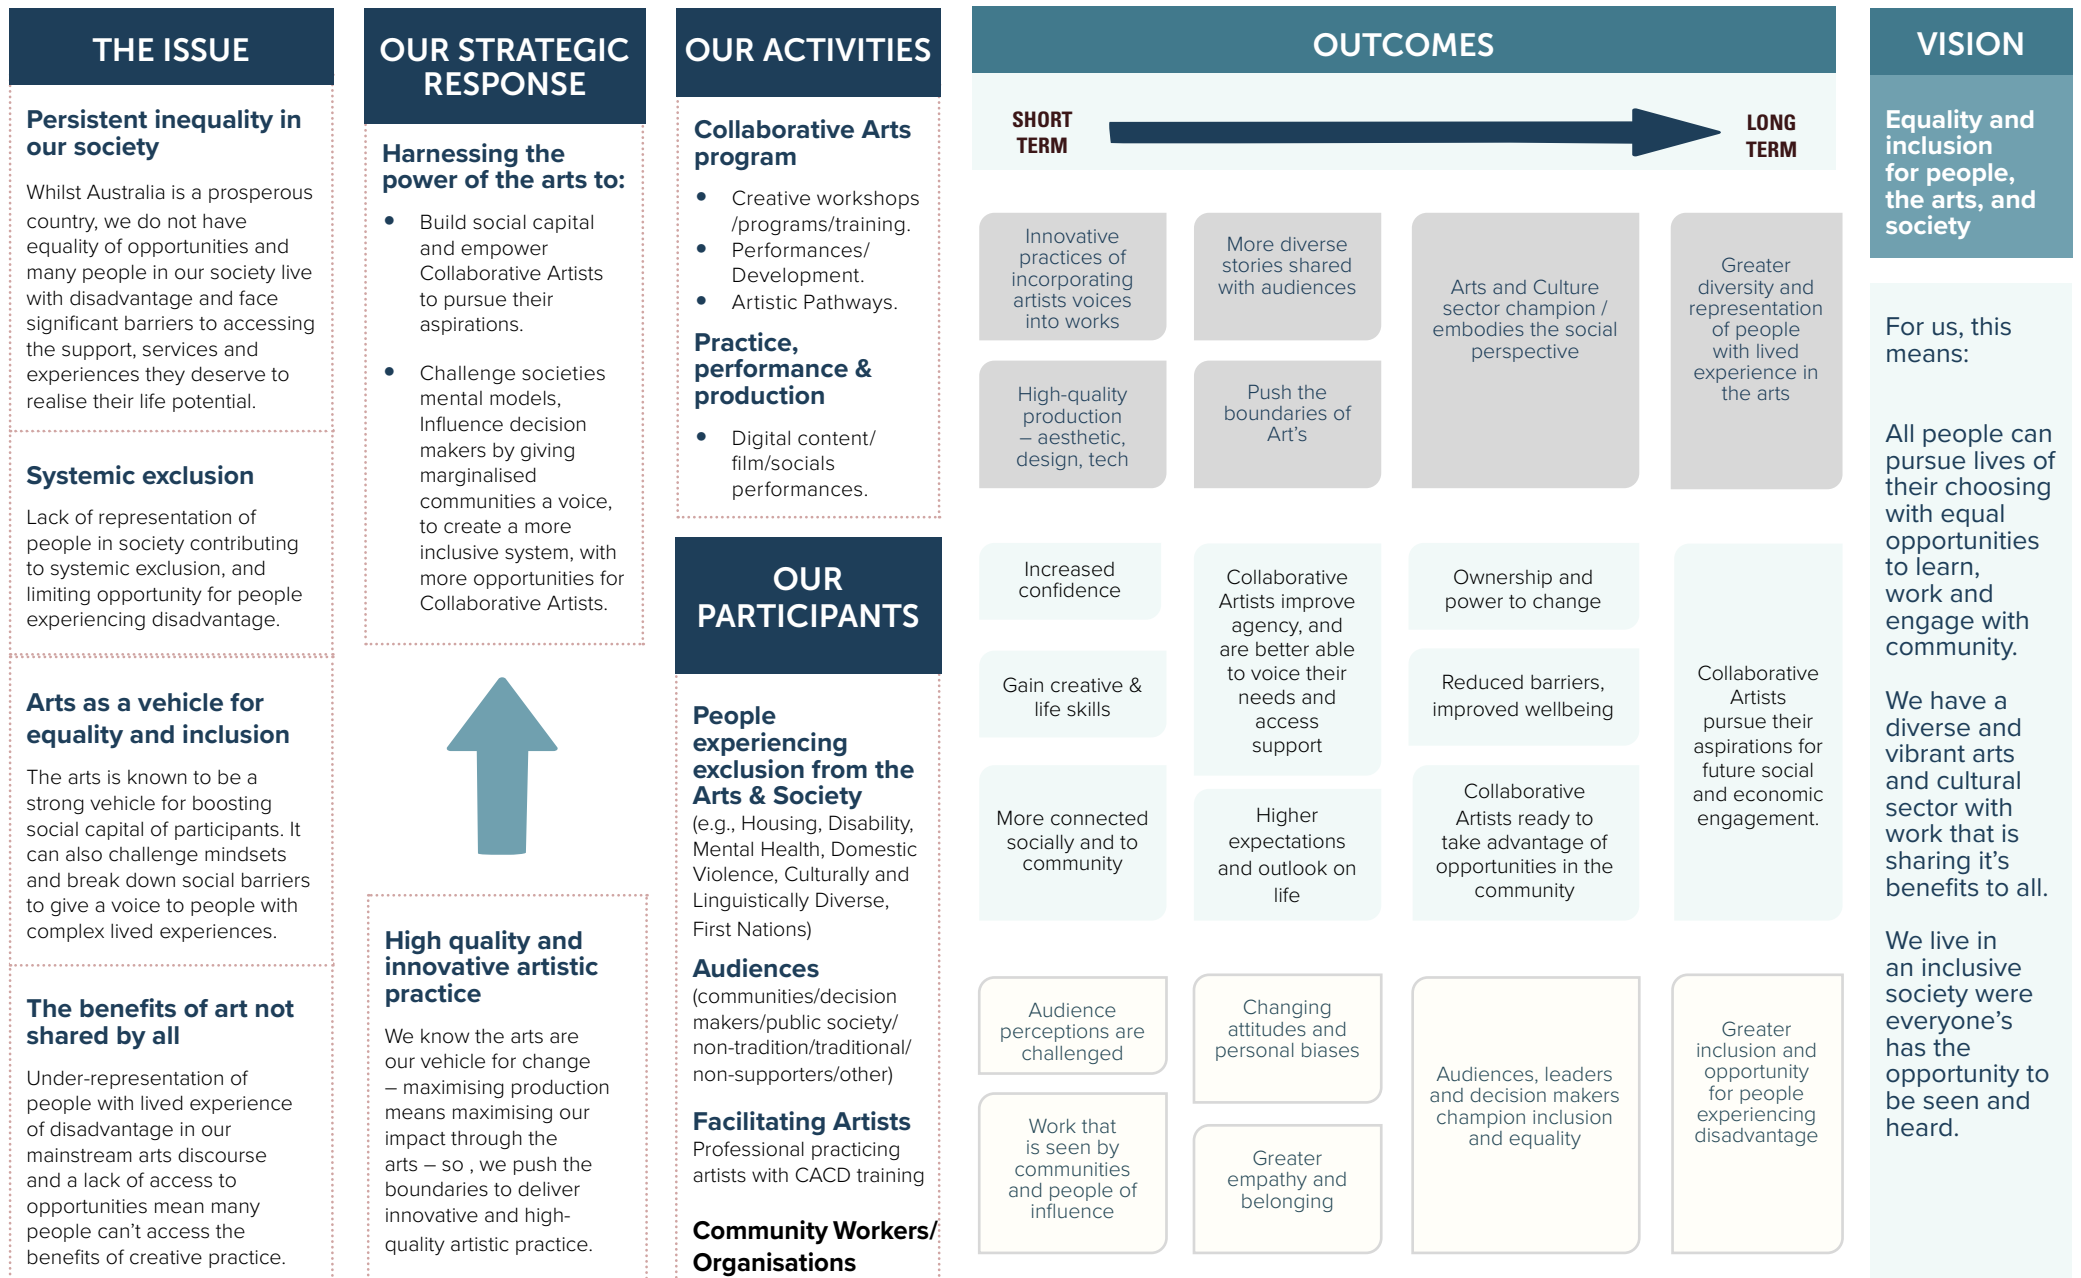 THE ISSUE
Persistent inequality in
our society
Whilst Australia is a prosperous
country, we do not have
equality of opportunities and
many people in our society live
with disadvantage and face
significant barriers to accessing
the support, services and
experiences they deserve to
realise their life potential.
Systemic exclusion
Lack of representation of
people in society contributing
to systemic exclusion, and
limiting opportunity for people
experiencing disadvantage.
Arts as a vehicle for
equality and inclusion
The arts is known to be a
strong vehicle for boosting
social capital of participants. It
can also challenge mindsets
and break down social barriers
to give a voice to people with
complex lived experiences.
The benefits of art not
shared by all
Under-representation of
people with lived experience
of disadvantage in our
mainstream arts discourse
and a lack of access to
opportunities mean many
people can't access the
benefits of creative practice.
OUR STRATEGIC
RESPONSE
Harnessing the
power of the arts to:
• Build social capital
and empower
Collaborative Artists
to pursue their
aspirations.
• Challenge societies
mental models,
Influence decision
makers by giving
marginalised
communities a voice,
to create a more
inclusive system, with
more opportunities for
Collaborative Artists.
High quality and
innovative artistic
practice
We know the arts are
our vehicle for change
– maximising production
means maximising our
impact through the
arts – so , we push the
boundaries to deliver
innovative and high-
quality artistic practice.
OUR ACTIVITIES
Collaborative Arts
program
• Creative workshops
/programs/training.
• Performances/
Development.
• Artistic Pathways.
Practice,
performance &
production
• Digital content/
film/socials
performances.
OUR
PARTICIPANTS
People
experiencing
exclusion from the
Arts & Society
(e.g., Housing, Disability,
Mental Health, Domestic
Violence, Culturally and
Linguistically Diverse,
First Nations)
Audiences
(communities/decision
makers/public society/
non-tradition/traditional/
non-supporters/other)
Facilitating Artists
Professional practicing
artists with CACD training
Community Workers/
Organisations
OUTCOMES
SHORT
TERM
LONG
TERM
Innovative
practices of
incorporating
artists voices
into works
High-quality
production
– aesthetic,
design, tech
More diverse
stories shared
with audiences
Push the
boundaries of
Art's
Arts and Culture
sector champion /
embodies the social
perspective
Greater
diversity and
representation
of people
with lived
experience in
the arts
Increased
confidence
Gain creative &
life skills
More connected
socially and to
community
Collaborative
Artists improve
agency, and
are better able
to voice their
needs and
access
support
Higher
expectations
and outlook on
life
Ownership and
power to change
Reduced barriers,
improved wellbeing
Collaborative
Artists ready to
take advantage of
opportunities in the
community
Collaborative
Artists
pursue their
aspirations for
future social
and economic
engagement.
Audience
perceptions are
challenged
Work that
is seen by
communities
and people of
influence
Changing
attitudes and
personal biases
Greater
empathy and
belonging
Audiences, leaders
and decision makers
champion inclusion
and equality
Greater
inclusion and
opportunity
for people
experiencing
disadvantage
VISION
Equality and
inclusion
for people,
the arts, and
society
For us, this
means:
All people can
pursue lives of
their choosing
with equal
opportunities
to learn,
work and
engage with
community.
We have a
diverse and
vibrant arts
and cultural
sector with
work that is
sharing it's
benefits to all.
We live in
an inclusive
society were
everyone's
has the
opportunity to
be seen and
heard.